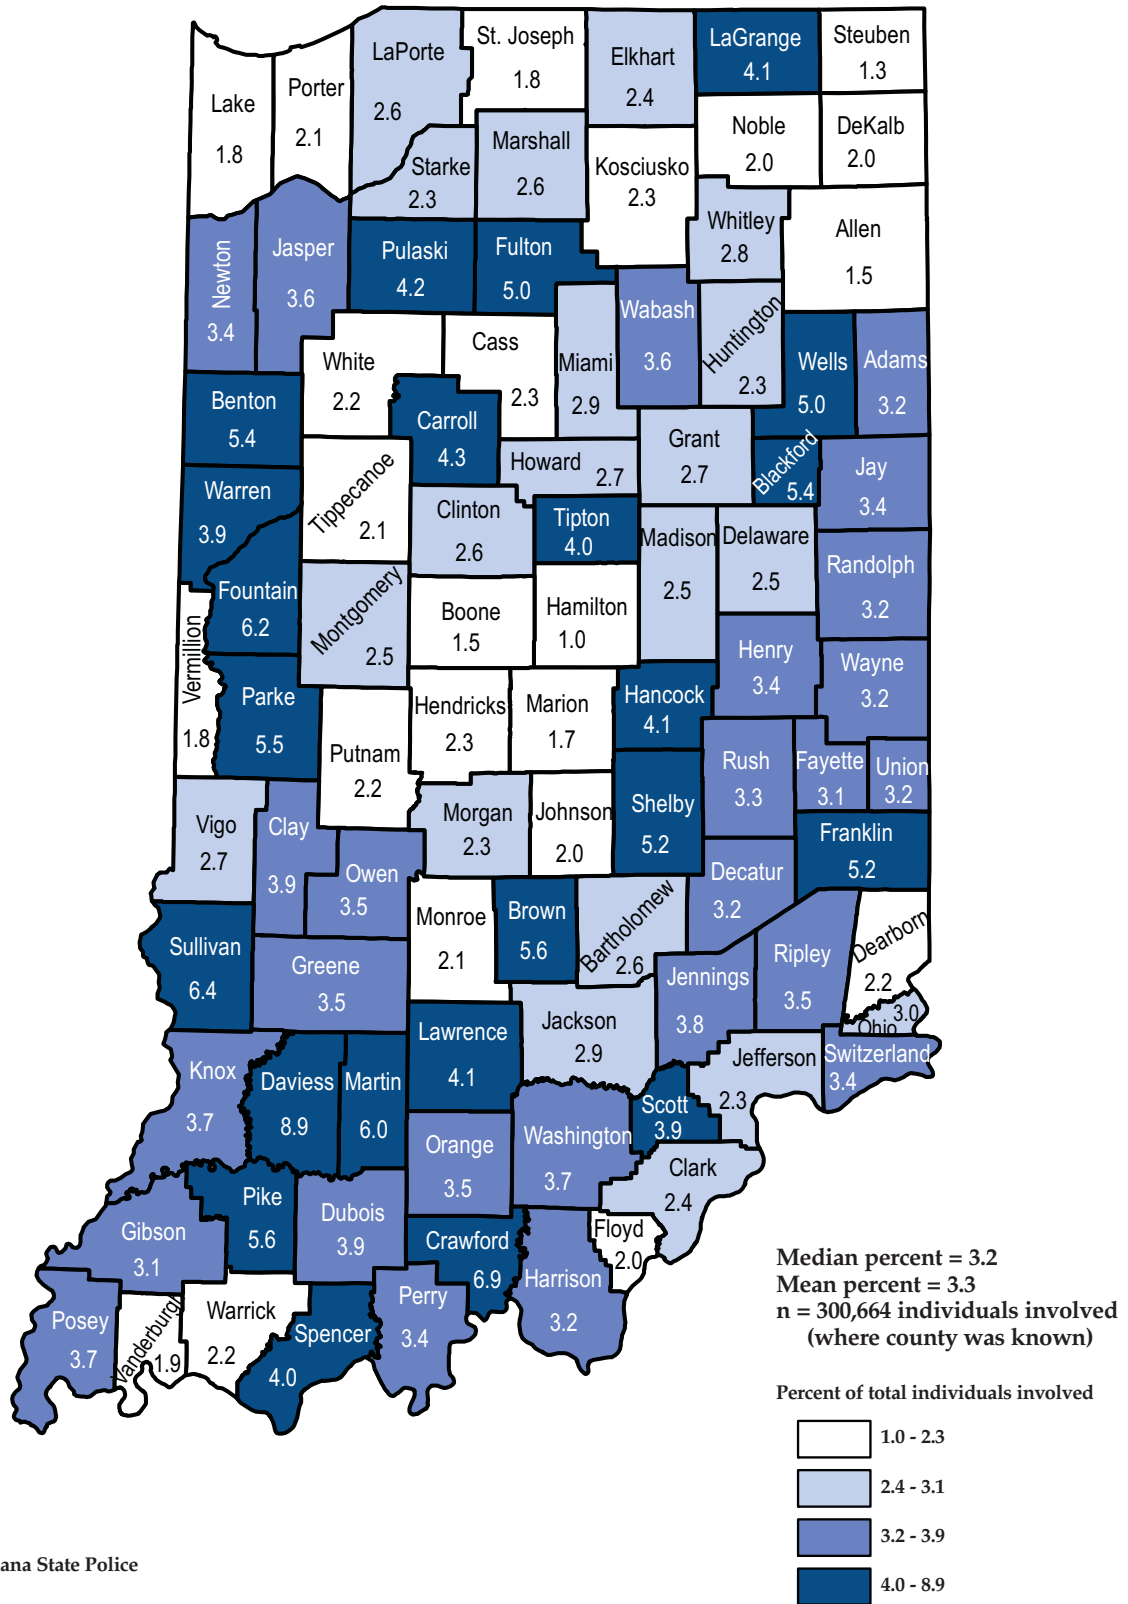 St. Joseph
1.8
LaPorte
2.6
Elkhart
2.4
LaGrange
4.1
Steuben
1.3
Lake
1.8
Porter
2.1
Noble
2.0
DeKalb
2.0
Marshall
2.6
Starke
2.3
Kosciusko
2.3
Whitley
2.8
Allen
1.5
Newton
3.4
Jasper
3.6
Pulaski
4.2
Fulton
5.0
Wabash
3.6
Huntington
2.3
Wells
5.0
Adams
3.2
White
2.2
Cass
2.3
Miami
2.9
Benton
5.4
Carroll
4.3
Grant
2.7
Blackford
5.4
Jay
3.4
Howard 2.7
Warren
3.9
Tippecanoe
2.1
Clinton
2.6
Tipton
4.0
Madison
2.5
Delaware
2.5
Randolph
3.2
Fountain
6.2
Montgomery
2.5
Boone
1.5
Hamilton
1.0
Henry
3.4
Wayne
3.2
Vermillion
1.8
Parke
5.5
Hendricks
2.3
Marion
1.7
Hancock
4.1
Putnam
2.2
Rush
3.3
Fayette
3.1
Union
3.2
Vigo
2.7
Clay
3.9
Morgan
2.3
Johnson
2.0
Shelby
5.2
Franklin
5.2
Owen
3.5
Decatur
3.2
Monroe
2.1
Brown
5.6
Bartholomew
2.6
Sullivan
6.4
Greene
3.5
Jennings
3.8
Ripley
3.5
Dearborn
2.2
3.0
Ohio
Lawrence
4.1
Jackson
2.9
Jefferson
2.3
Switzerland
3.4
Knox
3.7
Daviess
8.9
Martin
6.0
Scott
3.9
Orange
3.5
Washington
3.7
Clark
2.4
Gibson
3.1
Pike
5.6
Dubois
3.9
Crawford
6.9
Floyd
2.0
Harrison
3.2
Posey
3.7
Vanderburgh
1.9
Warrick
2.2
Spencer
4.0
Perry
3.4
Median percent = 3.2
Mean percent = 3.3
n = 300,664 individuals involved
(where county was known)
Percent of total individuals involved
1.0 - 2.3
2.4 - 3.1
3.2 - 3.9
4.0 - 8.9
ana State Police